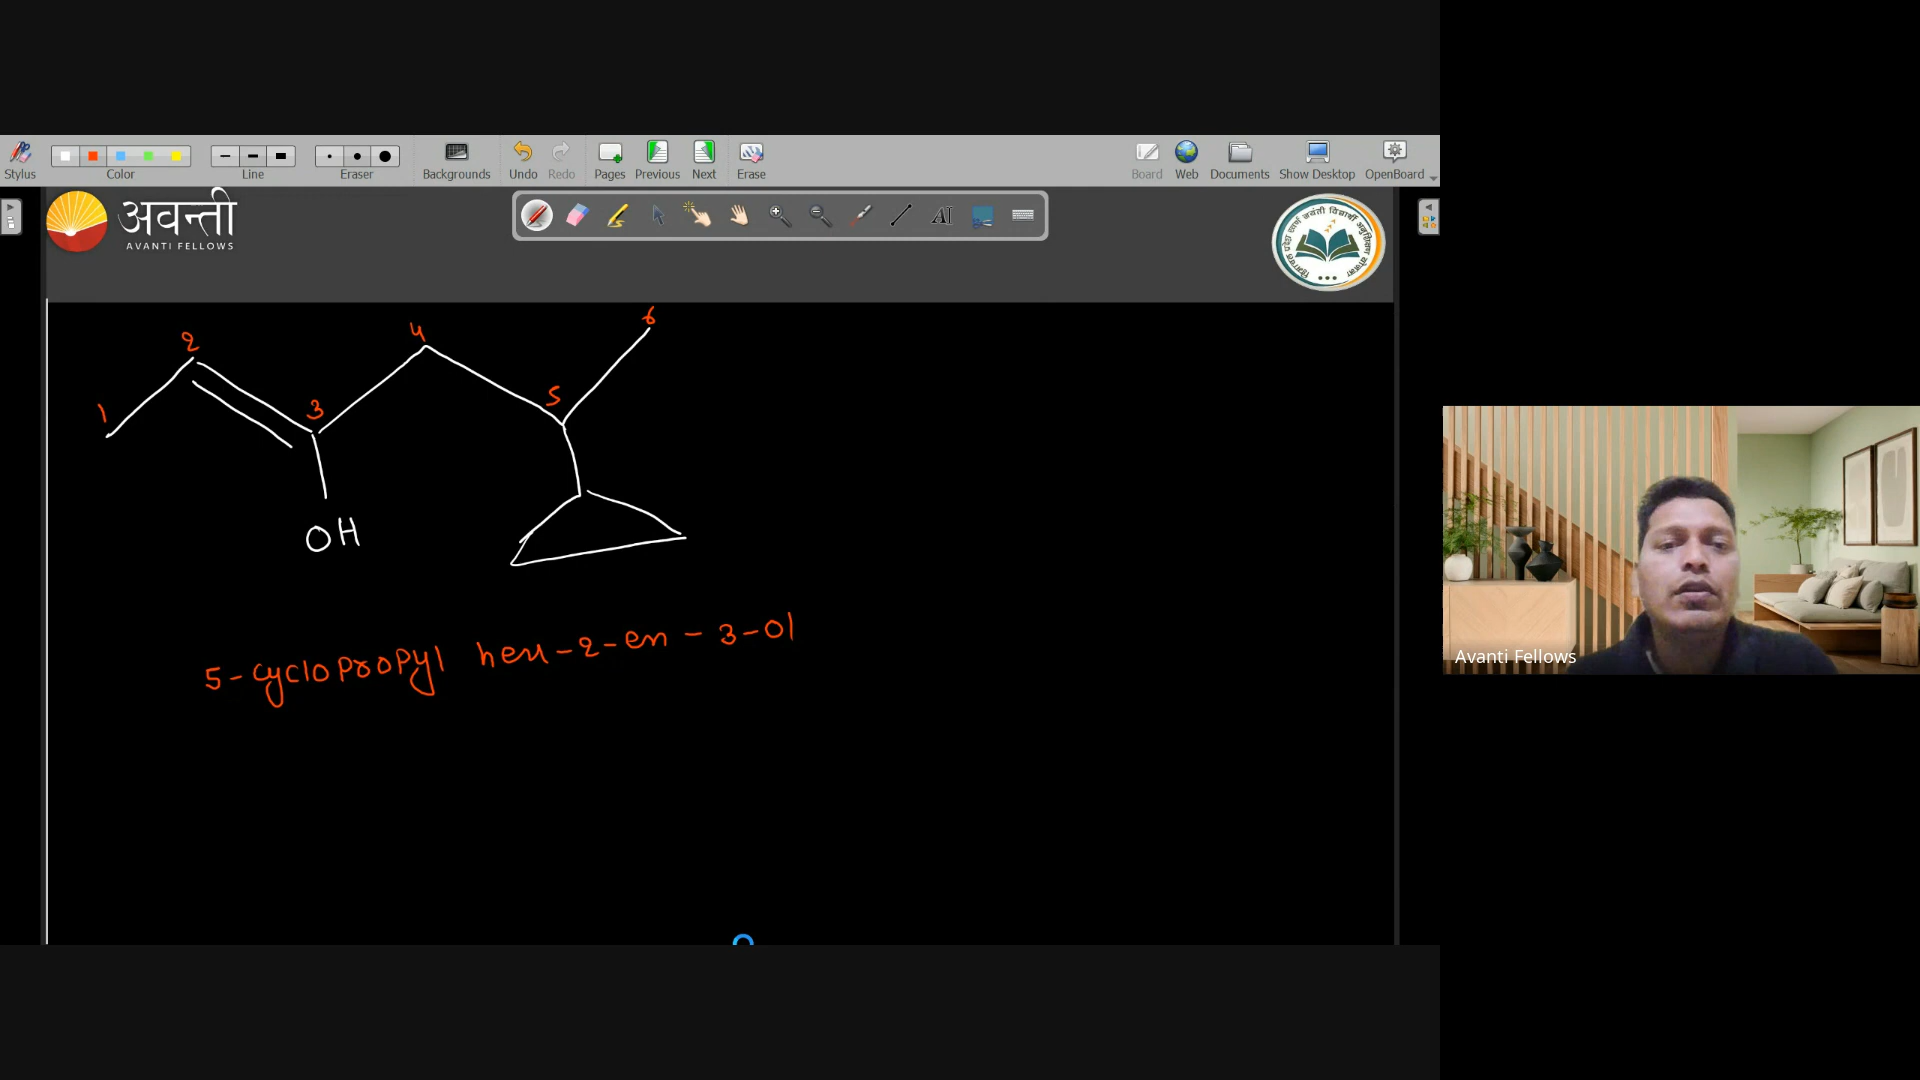 Stylus
Color
Line
Eraser
Backgrounds
Undo Redo
Pages Previous Next
Erase
Board Web Documents Show Desktop OpenBoard
अवन्ती
AVANTI FELLOWS
1 2 3 4 5 6
OH
5-cyclopropyl hex-2-en-3-ol
Avanti Fellows